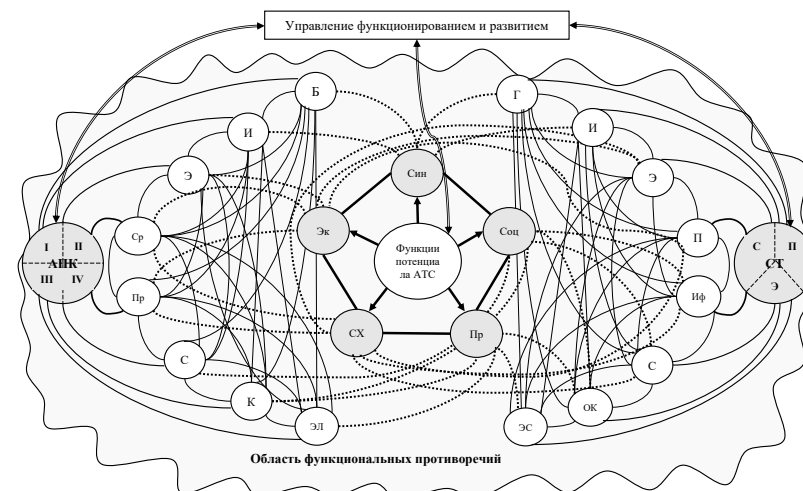 Управление функционированием и развитием
Б
Г
И
И
Син
Э
Э
Ср
Эк
Соц
П
I
II
АПК
III
IV
Функции
потенциа
ла АТС
С
П
СТ
Э
Пр
Иф
СХ
Пр
С
С
К
ОК
ЭЛ
ЭС
Область функциональных противоречий